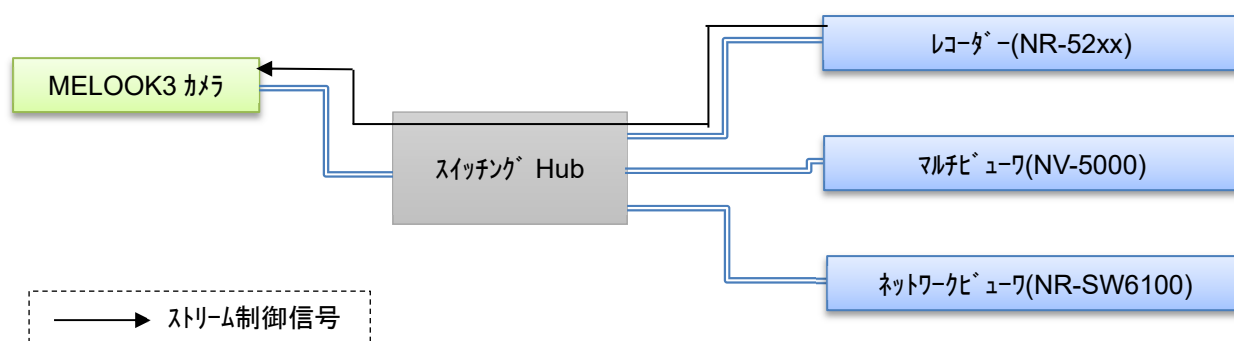 ﾚｺｰﾀﾞｰ(NR-52xx)
MELOOK3 ｶﾒﾗ
ｽｲｯﾁﾝｸﾞ Hub
ﾏﾙﾁﾋﾞｭｰﾜ(NV-5000)
ﾈｯﾄﾜｰｸﾋﾞｭｰﾜ(NR-SW6100)
ｽﾄﾘｰﾑ制御信号